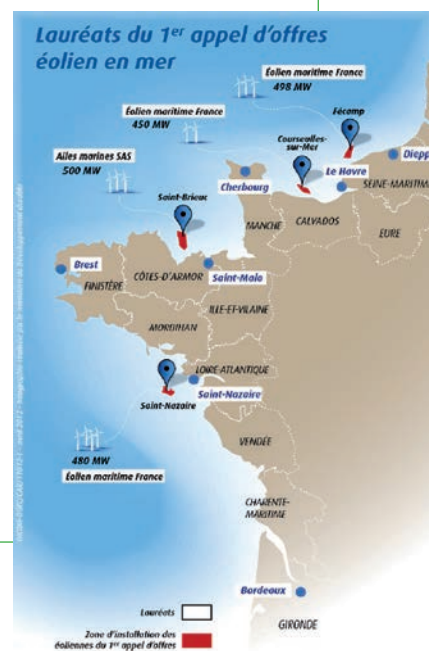 Lauréats du 1er appel d'offres
éolien en mer
Éolien maritime France
498 MW
Éolien maritime France
450 MW
Fécamp
Courseulles-
sur-Mer
Ailes marines SAS
500 MW
Dieppe
Le Havre
SEINE-MARITIM
Saint-Brieuc
Cherbourg
MANCHE
CALVADOS
EURE
Brest
CÔTES-D'ARMOR
Saint-Malo
FINISTÈRE
ILLE-ET-VILAINE
MORBIHAN
LOIRE-ATLANTIQUE
Saint-Nazaire
Saint-Nazaire
VENDÉE
480 MW
Éolien maritime France
CHARENTE-
MARITIME
Bordeaux
GIRONDE
Lauréats
Zone d'installation des
éoliennes du 1er appel d'offres